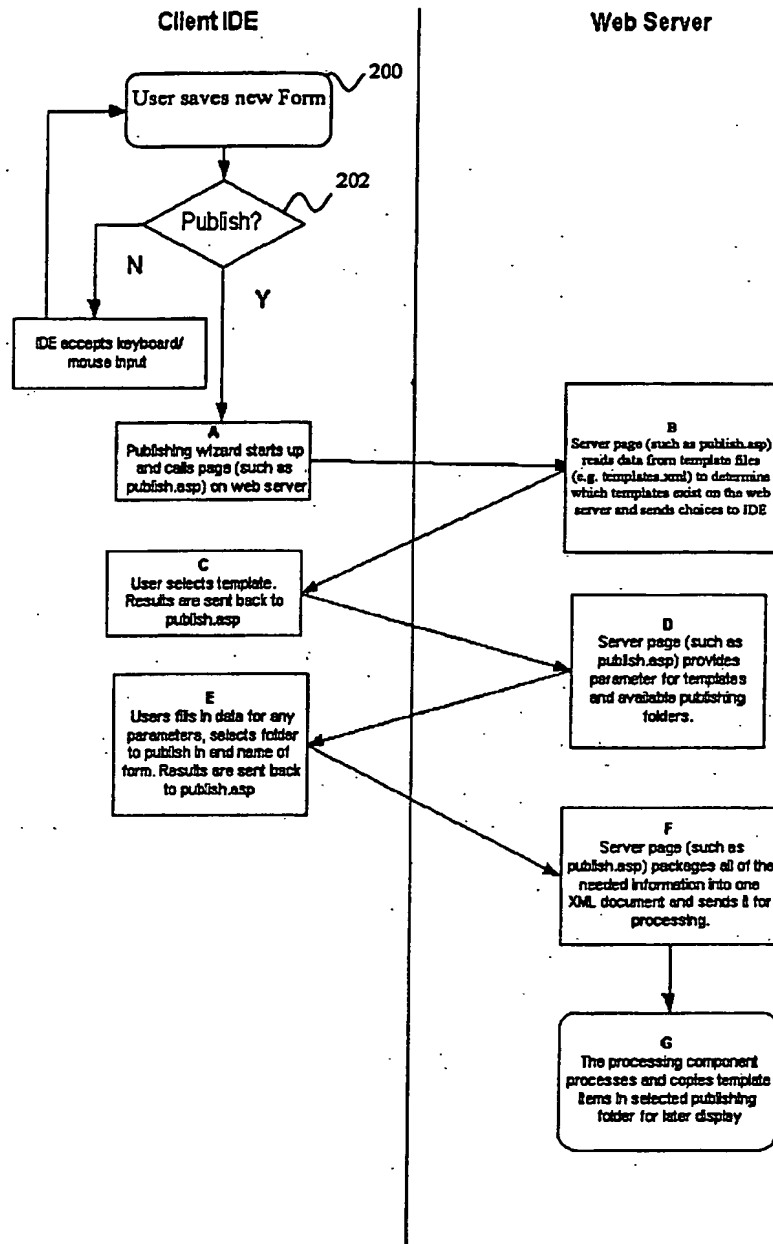 Client IDE
Web Server
User saves new Form
200
Publish?
202
N
Y
IDE accepts keyboard/
mouse input
A
Publishing wizard starts up
and calls page (such as
publish.asp) on web server
B
Server page (such as publish.asp)
reads data from template files
(e.g. templates.xml) to determine
which templates exist on the web
server and sends choices to IDE
C
User selects template.
Results are sent back to
publish.asp
D
Server page (such as
publish.asp) provides
parameter for templates
and available publishing
folders.
E
Users fills in data for any
parameters, selects folder
to publish in and name of
form. Results are sent back
to publish.asp
F
Server page (such as
publish.asp) packages all of the
needed information into one
XML document and sends it for
processing.
G
The processing component
processes and copies template
items in selected publishing
folder for later display